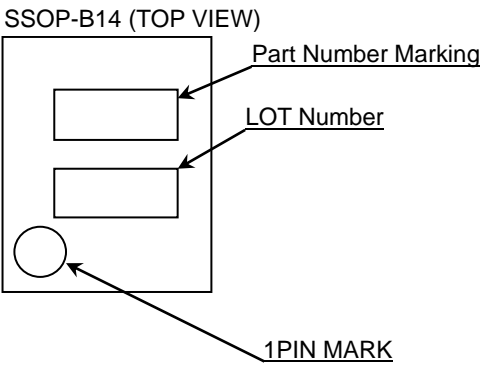 SSOP-B14 (TOP VIEW)
Part Number Marking
LOT Number
1PIN MARK